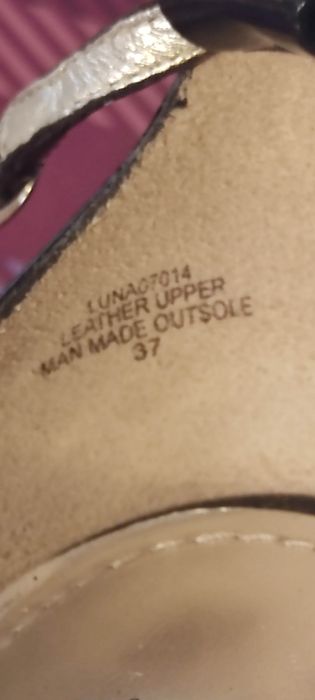 LUNA07014
LEATHER UPPER
MAN MADE OUTSOLE
37